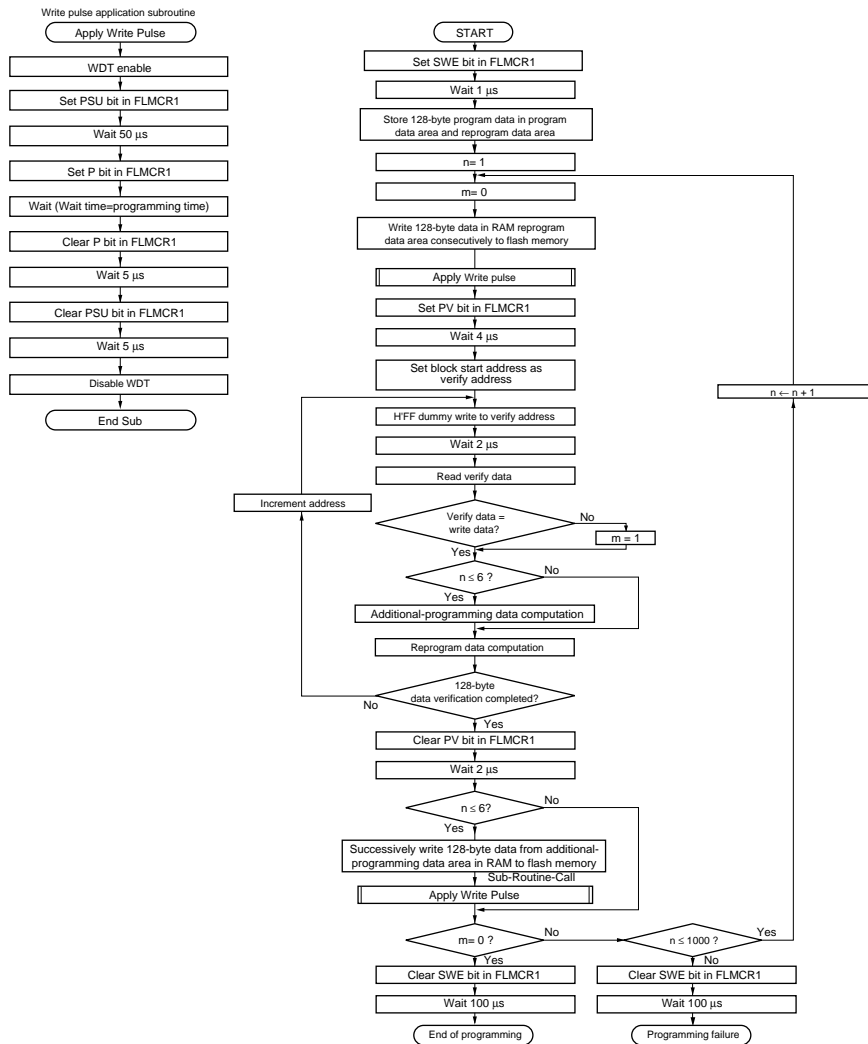 Write pulse application subroutine
Apply Write Pulse
WDT enable
Set PSU bit in FLMCR1
Wait 50 μs
Set P bit in FLMCR1
Wait (Wait time=programming time)
Clear P bit in FLMCR1
Wait 5 μs
Clear PSU bit in FLMCR1
Wait 5 μs
Disable WDT
End Sub
START
Set SWE bit in FLMCR1
Wait 1 μs
Store 128-byte program data in program
data area and reprogram data area
n= 1
m= 0
Write 128-byte data in RAM reprogram
data area consecutively to flash memory
Apply Write pulse
Set PV bit in FLMCR1
Wait 4 μs
Set block start address as
verify address
n ← n + 1
H'FF dummy write to verify address
Wait 2 μs
Read verify data
Increment address
Verify data =
write data?
No
m = 1
Yes
n ≤ 6 ?
No
Yes
Additional-programming data computation
Reprogram data computation
128-byte
data verification completed?
No
Yes
Clear PV bit in FLMCR1
Wait 2 μs
n ≤ 6?
No
Yes
Successively write 128-byte data from additional-
programming data area in RAM to flash memory
Sub-Routine-Call
Apply Write Pulse
m= 0 ?
No
n ≤ 1000 ?
Yes
Yes
No
Clear SWE bit in FLMCR1
Clear SWE bit in FLMCR1
Wait 100 μs
Wait 100 μs
End of programming
Programming failure